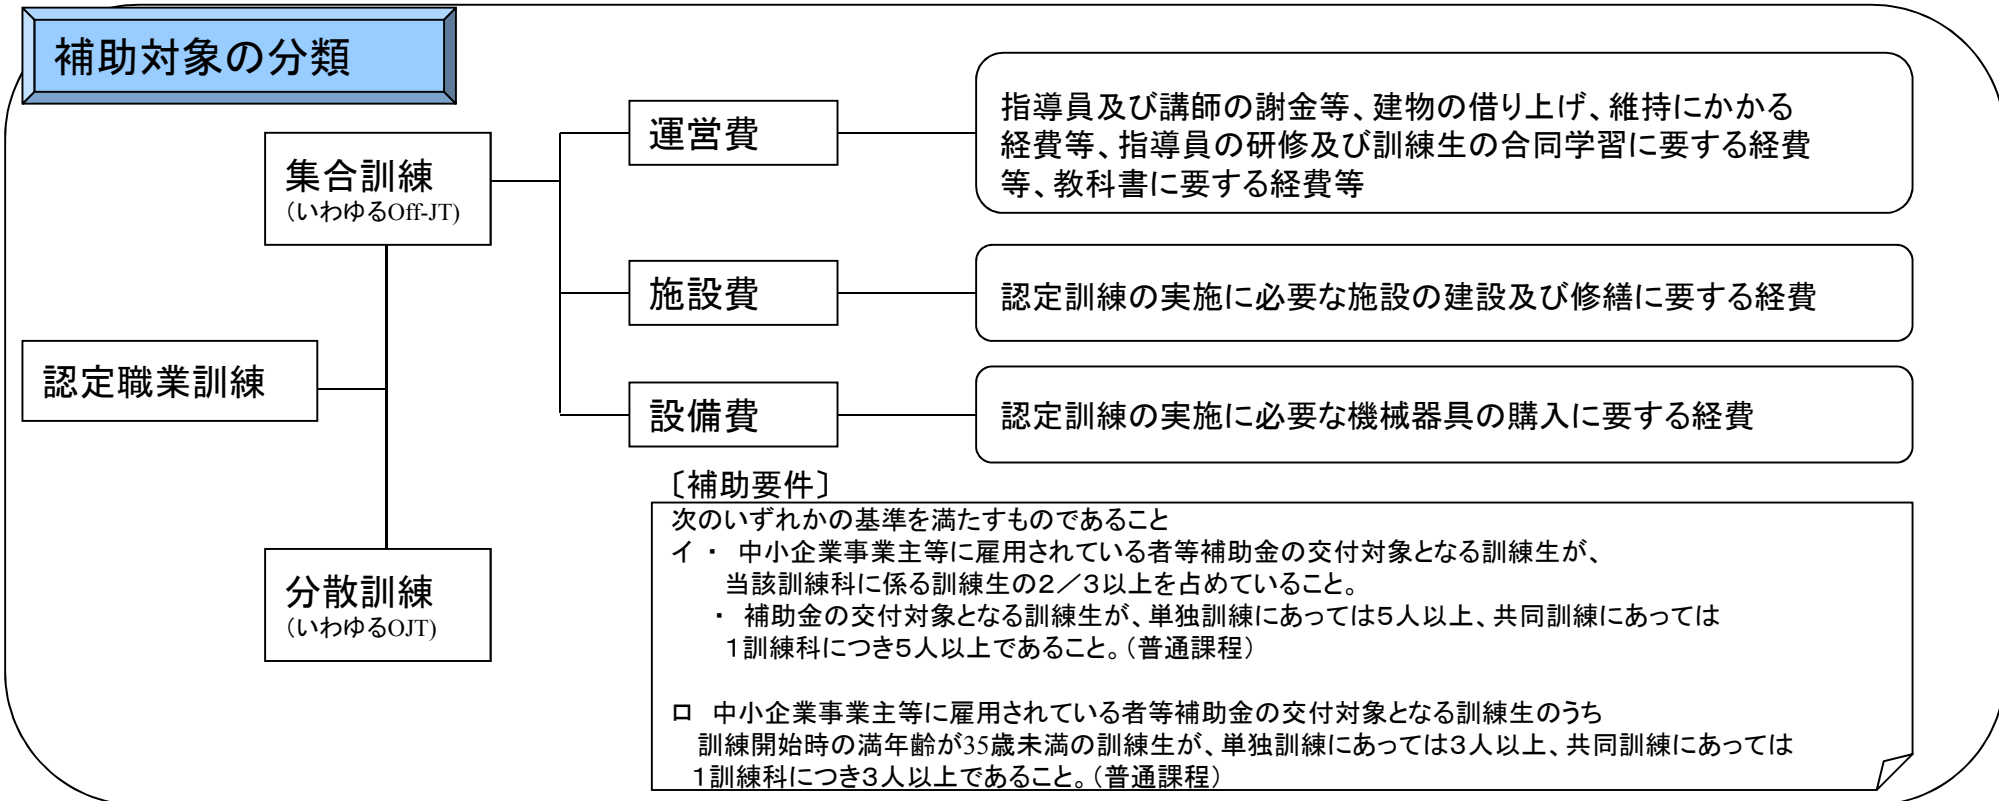 補助対象の分類
運営費
指導員及び講師の謝金等、建物の借り上げ、維持にかかる
経費等、指導員の研修及び訓練生の合同学習に要する経費
等、教科書に要する経費等
集合訓練
（いわゆるOff-JT)
施設費
認定訓練の実施に必要な施設の建設及び修繕に要する経費
認定職業訓練
設備費
認定訓練の実施に必要な機械器具の購入に要する経費
分散訓練
（いわゆるOJT)
〔補助要件〕
次のいずれかの基準を満たすものであること
イ ・ 中小企業事業主等に雇用されている者等補助金の交付対象となる訓練生が、
当該訓練科に係る訓練生の２／３以上を占めていること。
・ 補助金の交付対象となる訓練生が、単独訓練にあっては５人以上、共同訓練にあっては
１訓練科につき５人以上であること。（普通課程）
ロ 中小企業事業主等に雇用されている者等補助金の交付対象となる訓練生のうち
訓練開始時の満年齢が35歳未満の訓練生が、単独訓練にあっては３人以上、共同訓練にあっては
１訓練科につき３人以上であること。（普通課程）